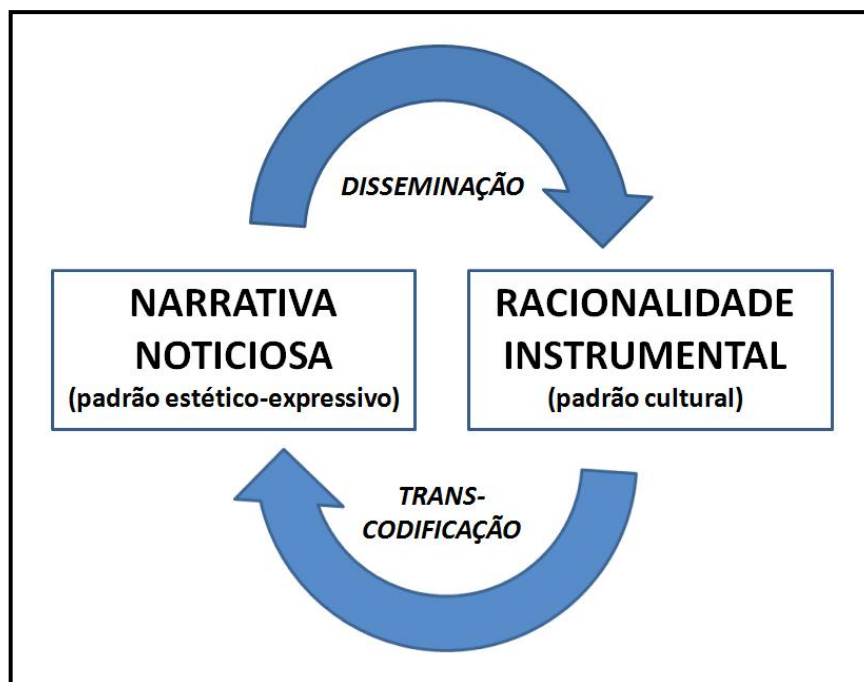 DISSEMINAÇÃO
NARRATIVA
NOTICIOSA
(padrão estético-expressivo)
RACIONALIDADE
INSTRUMENTAL
(padrão cultural)
TRANS-
CODIFICAÇÃO